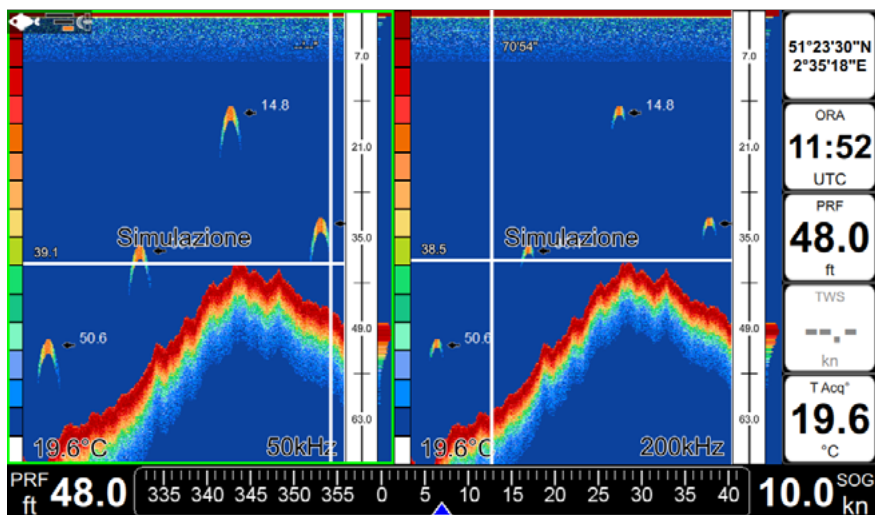 7.0
14.8
21.0
Simulazione
35.0
39.1
50.6
49.0
63.0
19.6°C
50kHz
70'54"
7.0
14.8
21.0
Simulazione
35.0
38.5
50.6
49.0
63.0
19.6°C
200kHz
51°23'30"N
2°35'18"E
ORA
11:52
UTC
PRF
48.0
ft
TWS
--.-
kn
T Acq°
19.6
°C
PRF
ft
48.0
335 340 345 350 355 0 5 10 15 20 25 30 35 40
10.0
SOG
kn